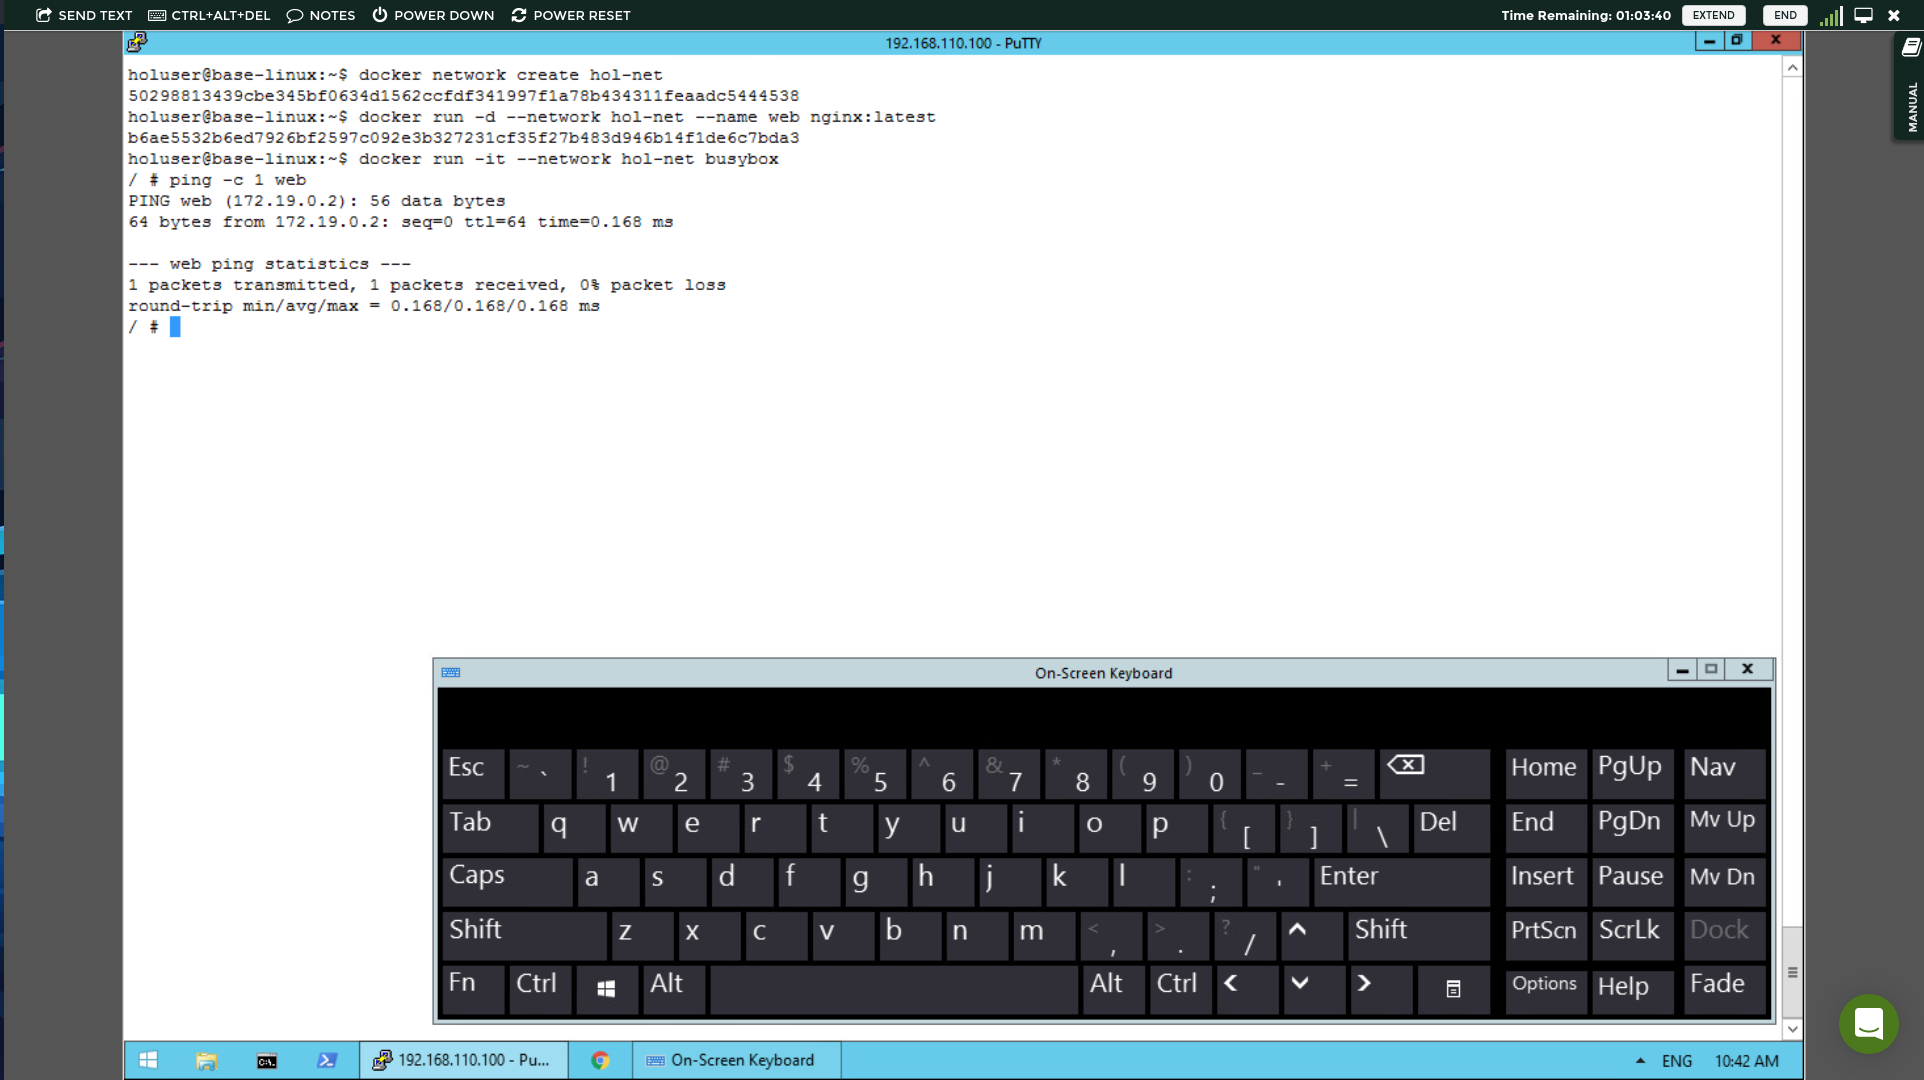 SEND TEXT CTRL+ALT+DEL NOTES POWER DOWN POWER RESET Time Remaining: 01:03:40 EXTEND END
192.168.110.100 - PuTTY
MANUAL
holuser@base-linux:~$ docker network create hol-net
50298813439cbe345bf0634d1562ccfdf341997f1a78b434311feaadc5444538
holuser@base-linux:~$ docker run -d --network hol-net --name web nginx:latest
b6ae5532b6ed7926bf2597c092e3b327231cf35f27b483d946b14f1de6c7bda3
holuser@base-linux:~$ docker run -it --network hol-net busybox
/ # ping -c 1 web
PING web (172.19.0.2): 56 data bytes
64 bytes from 172.19.0.2: seq=0 ttl=64 time=0.168 ms
--- web ping statistics ---
1 packets transmitted, 1 packets received, 0% packet loss
round-trip min/avg/max = 0.168/0.168/0.168 ms
/ #
On-Screen Keyboard
Esc ~ ` ! 1 @ 2 # 3 $ 4 % 5 ^ 6 & 7 * 8 ( 9 ) 0 _ - + = Home PgUp Nav
Tab q w e r t y u i o p { [ } ] | \ Del End PgDn Mv Up
Caps a s d f g h j k l : ; " ' Enter Insert Pause Mv Dn
Shift z x c v b n m < , > . ? / Shift PrtScn ScrLk Dock
Fn Ctrl Alt Alt Ctrl Options Help Fade
192.168.110.100 - Pu... On-Screen Keyboard ENG 10:42 AM